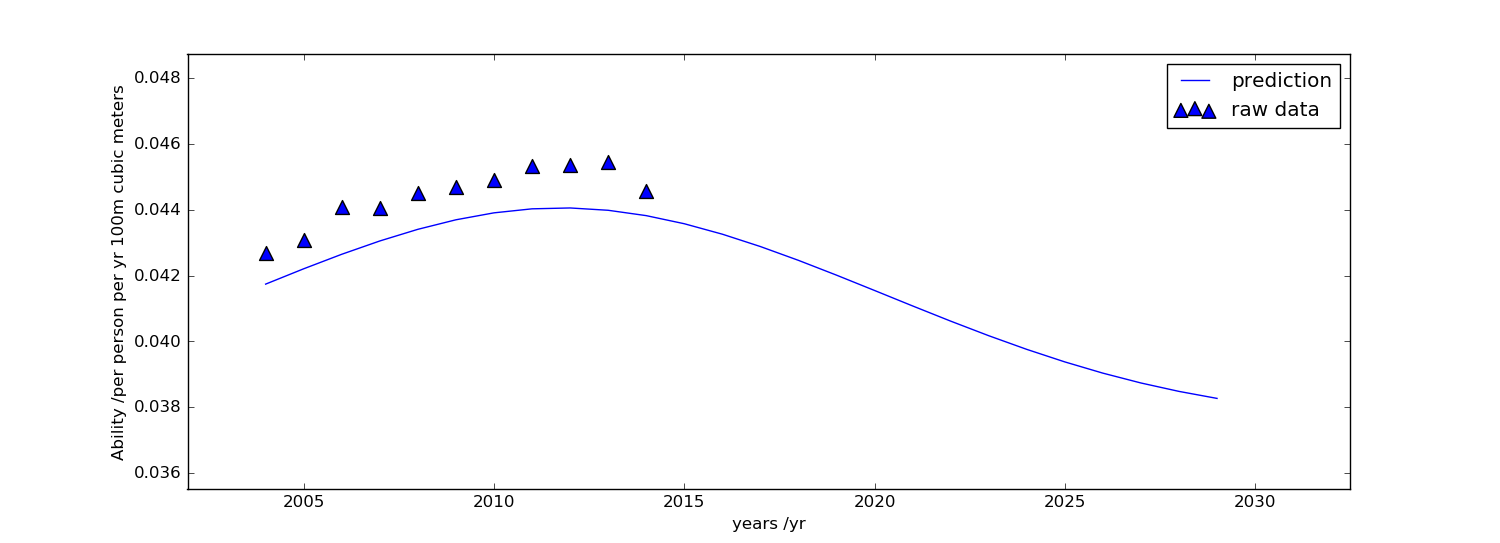 0.048
0.046
0.044
0.042
0.040
0.038
0.036
Ability /per person per yr 100m cubic meters
prediction
raw data
2005 2010 2015 2020 2025 2030
years /yr